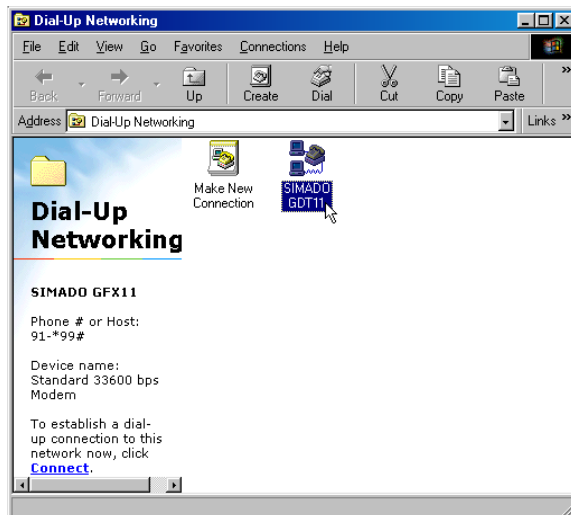 Dial-Up Networking
File Edit View Go Favorites Connections Help
Back Forward Up Create Dial Cut Copy Paste »
Address Dial-Up Networking Links »
Make New
Connection
SIMADO
GDT11
Dial-Up
Networking
SIMADO GFX11
Phone # or Host:
91-*99#
Device name:
Standard 33600 bps
Modem
To establish a dial-
up connection to this
network now, click
Connect.